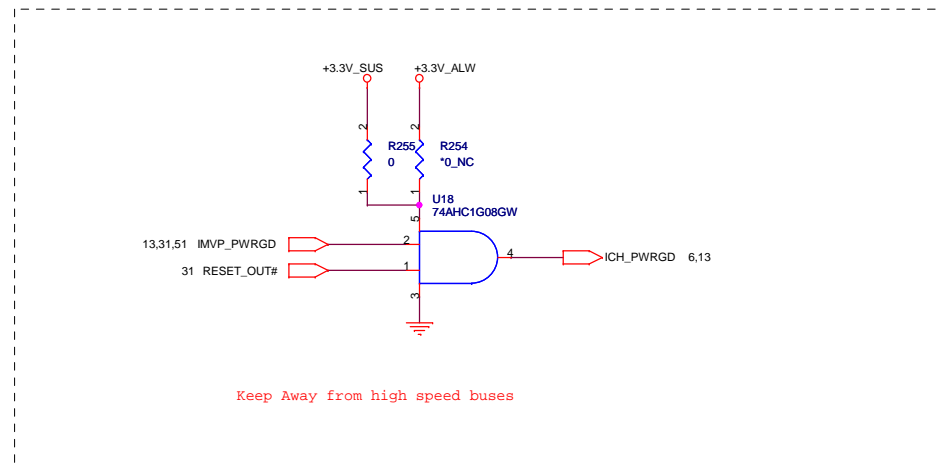 +3.3V_SUS +3.3V_ALW
2 2
R255 R254
0 *0_NC
1 1
U18
74AHC1G08GW
5
13,31,51 IMVP_PWRGD 2
4 ICH_PWRGD 6,13
31 RESET_OUT# 1
3
Keep Away from high speed buses